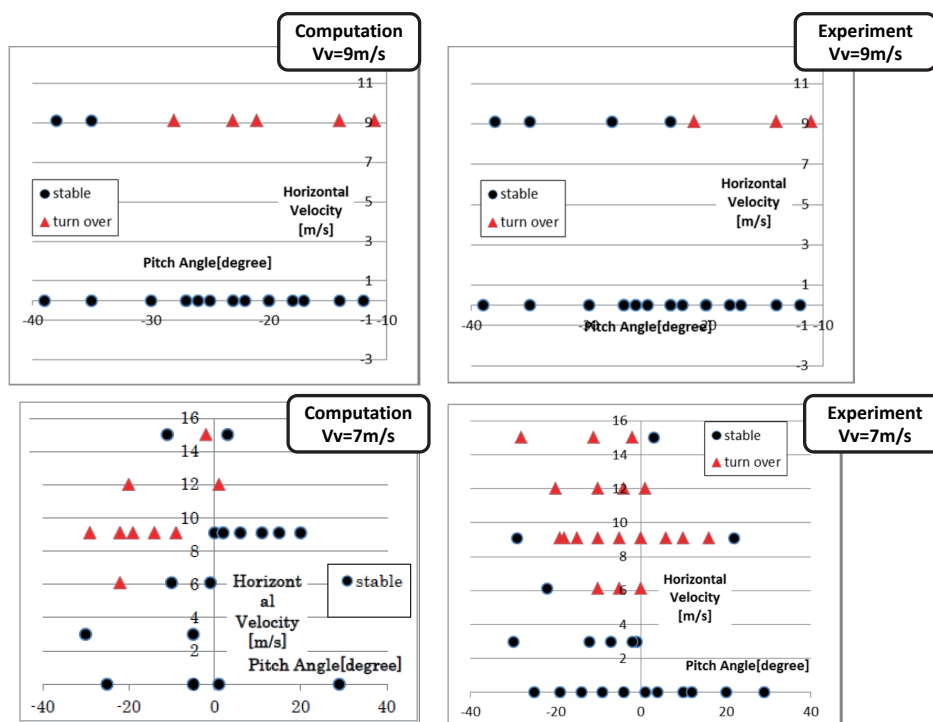 Computation
Vv=9m/s
11
9
7
5
3
1
-1
-3
-40
-30
-20
-10
stable
turn over
Horizontal
Velocity
[m/s]
Pitch Angle[degree]
Experiment
Vv=9m/s
11
9
7
5
3
1
-1
-3
-40
-30
-20
-10
stable
turn over
Horizontal
Velocity
[m/s]
Pitch Angle[degree]
Computation
Vv=7m/s
16
14
12
10
8
6
4
2
0
-40
-20
0
20
40
Horizont
al
Velocity
[m/s]
Pitch Angle[degree]
stable
Experiment
Vv=7m/s
16
14
12
10
8
6
4
2
-40
-20
0
20
40
stable
turn over
Horizontal
Velocity
[m/s]
Pitch Angle[degree]